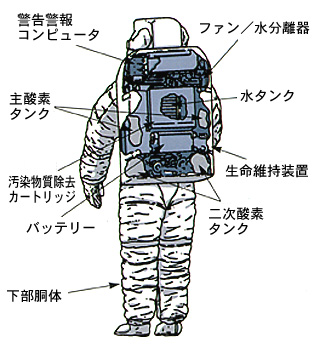 警告警報
コンピュータ
ファン／水分離器
主酸素
タンク
水タンク
生命維持装置
汚染物質除去
カートリッジ
バッテリー
二次酸素
タンク
下部胴体